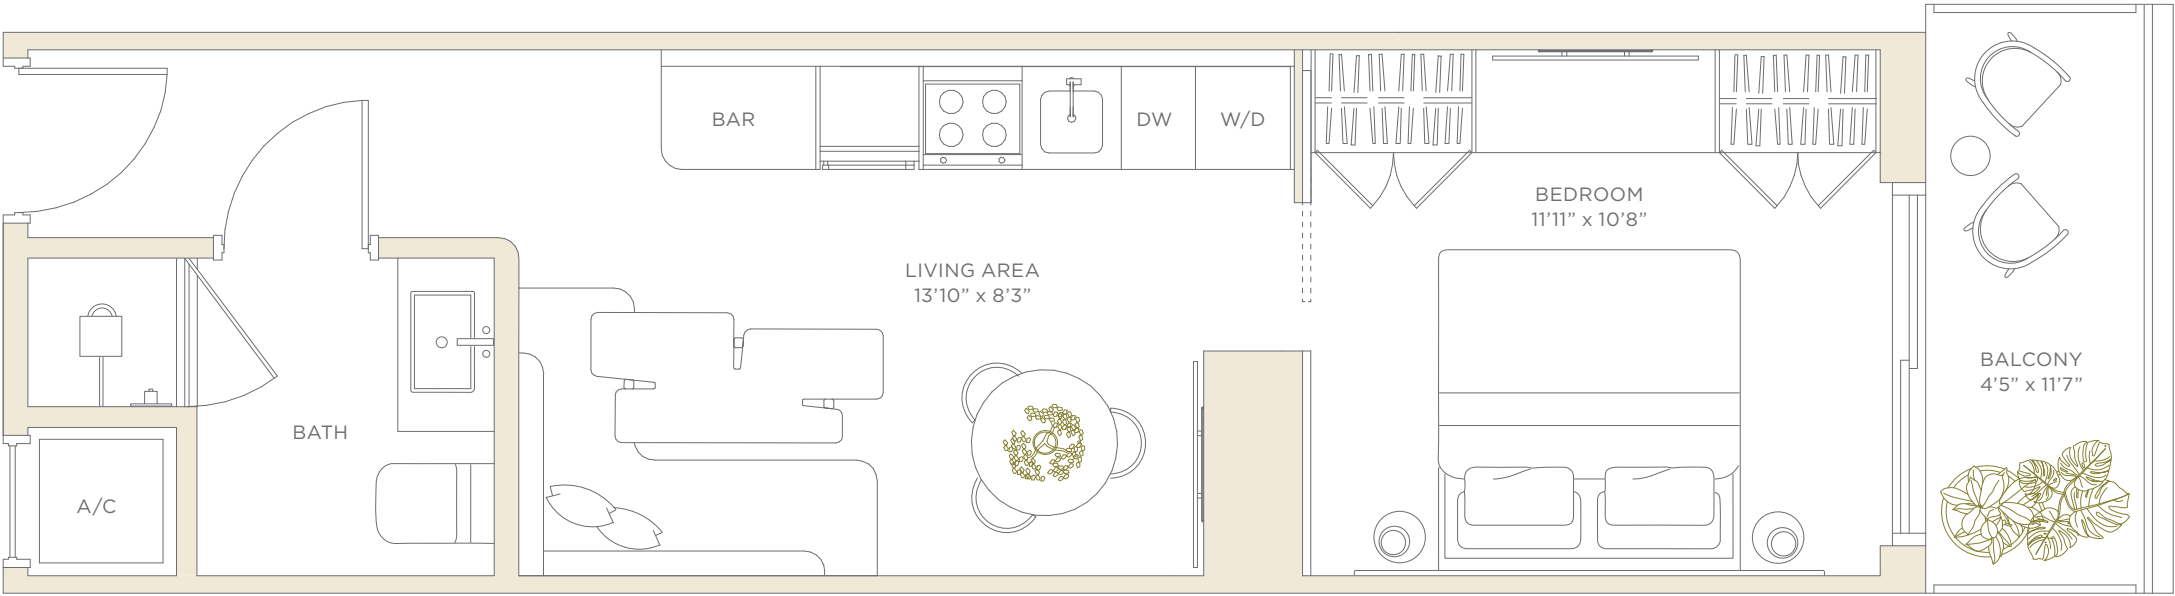 BAR
DW
W/D
BEDROOM
11’11” x 10’8”
LIVING AREA
13’10” x 8’3”
BALCONY
4’5” x 11’7”
BATH
A/C